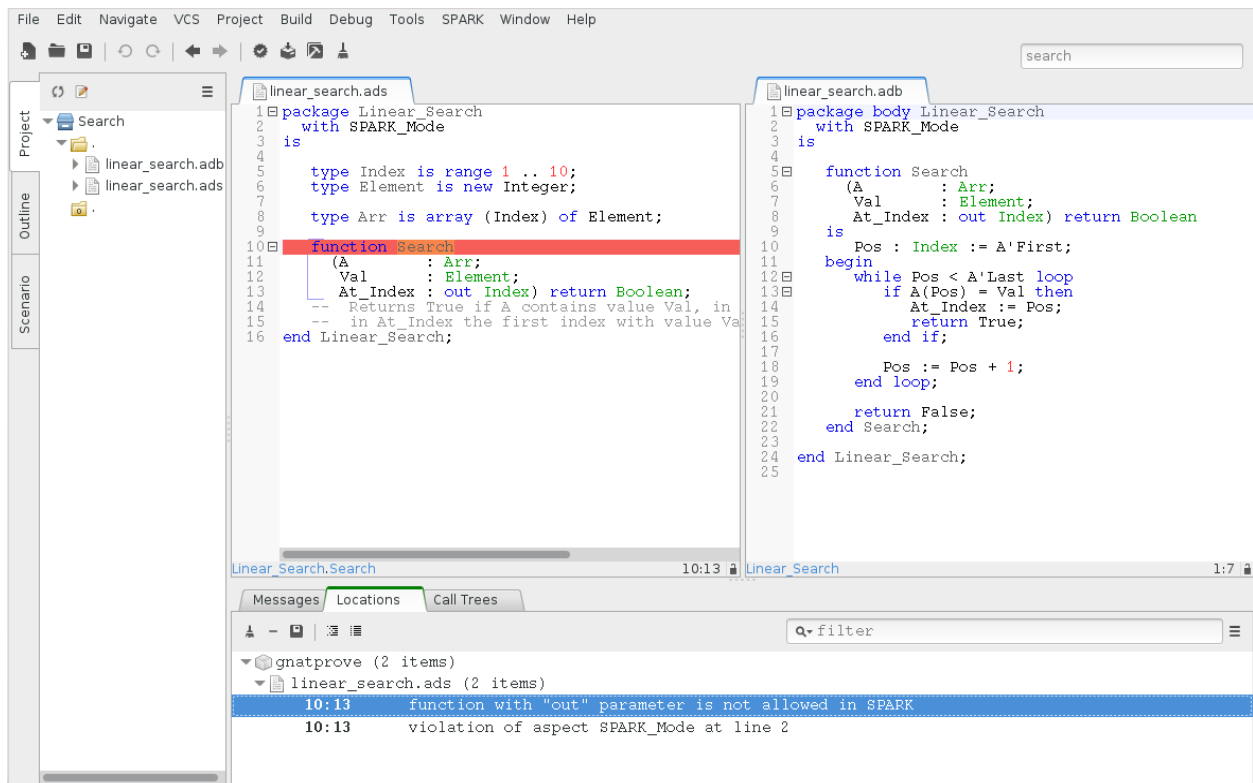 File Edit Navigate VCS Project Build Debug Tools SPARK Window Help
search
Project
Outline
Scenario
Search
.
linear_search.adb
linear_search.ads
.
linear_search.ads
1 package Linear_Search
2 with SPARK_Mode
3 is
4
5 type Index is range 1 .. 10;
6 type Element is new Integer;
7
8 type Arr is array (Index) of Element;
9
10 function Search
11 (A : Arr;
12 Val : Element;
13 At_Index : out Index) return Boolean;
14 -- Returns True if A contains value Val, in
15 -- in At_Index the first index with value Va
16 end Linear_Search;
Linear_Search.Search 10:13
linear_search.adb
1 package body Linear_Search
2 with SPARK_Mode
3 is
4
5 function Search
6 (A : Arr;
7 Val : Element;
8 At_Index : out Index) return Boolean
9 is
10 Pos : Index := A'First;
11 begin
12 while Pos < A'Last loop
13 if A(Pos) = Val then
14 At_Index := Pos;
15 return True;
16 end if;
17
18 Pos := Pos + 1;
19 end loop;
20
21 return False;
22 end Search;
23
24 end Linear_Search;
25
Linear_Search 1:7
Messages Locations Call Trees
filter
gnatprove (2 items)
linear_search.ads (2 items)
10:13 function with "out" parameter is not allowed in SPARK
10:13 violation of aspect SPARK_Mode at line 2